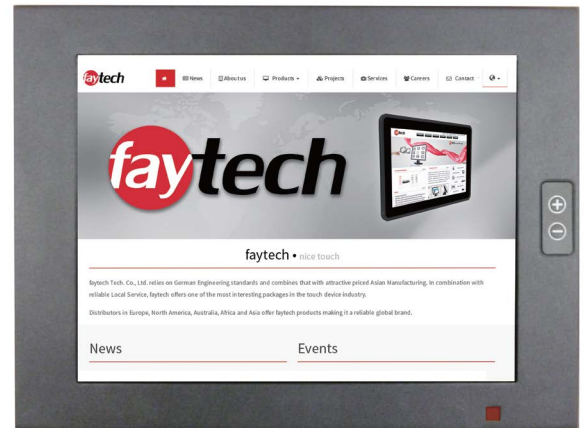 faytech
News
About us
Products
Projects
Services
Careers
Contact
faytech
faytech • nice touch
faytech Tech. Co., Ltd. relies on German Engineering standards and combines that with attractive priced Asian Manufacturing. In combination with
reliable Local Service, faytech offers one of the most interesting packages in the touch device industry.
Distributors in Europe, North America, Australia, Africa and Asia offer faytech products making it a reliable global brand.
News
Events